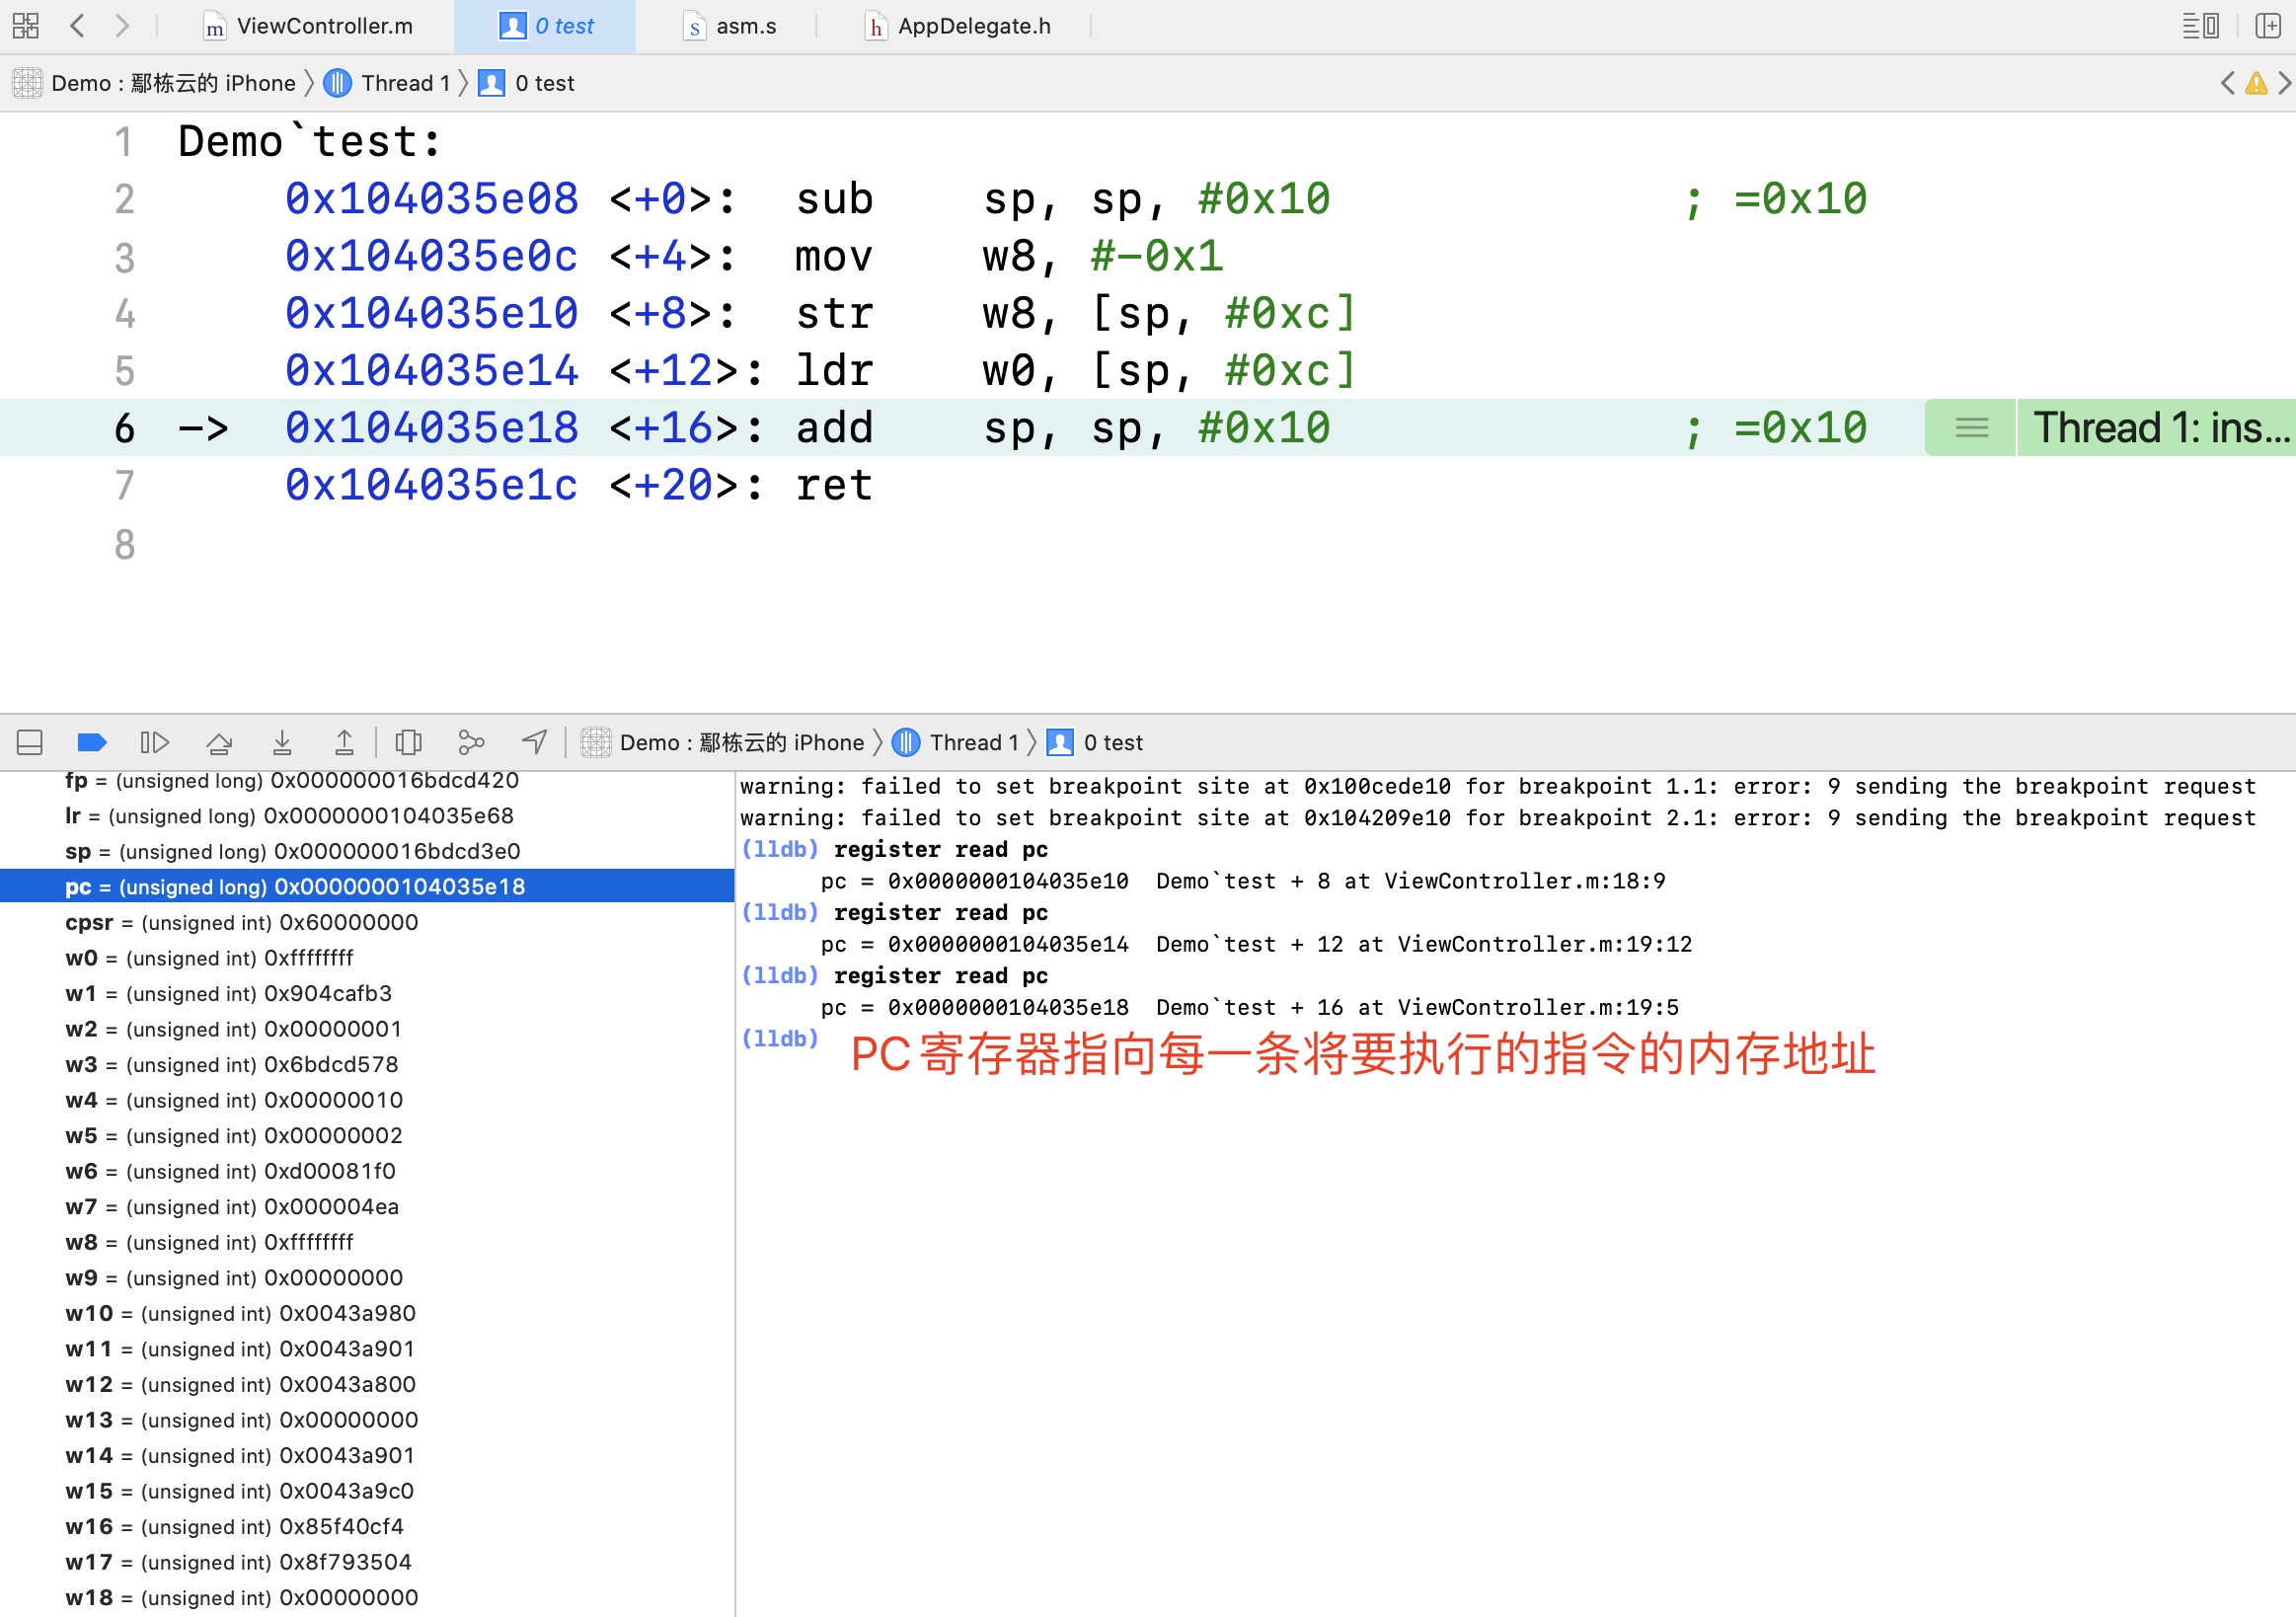 ViewController.m 0 test asm.s AppDelegate.h
Demo : 鄢栋云的 iPhone 〉 Thread 1 〉 0 test
1 Demo`test:
2 0x104035e08 <+0>: sub sp, sp, #0x10 ; =0x10
3 0x104035e0c <+4>: mov w8, #-0x1
4 0x104035e10 <+8>: str w8, [sp, #0xc]
5 0x104035e14 <+12>: ldr w0, [sp, #0xc]
6 -> 0x104035e18 <+16>: add sp, sp, #0x10 ; =0x10 Thread 1: ins...
7 0x104035e1c <+20>: ret
8
Demo : 鄢栋云的 iPhone 〉 Thread 1 〉 0 test
fp = (unsigned long) 0x000000016bdcd420
lr = (unsigned long) 0x0000000104035e68
sp = (unsigned long) 0x000000016bdcd3e0
pc = (unsigned long) 0x0000000104035e18
cpsr = (unsigned int) 0x60000000
w0 = (unsigned int) 0xffffffff
w1 = (unsigned int) 0x904cafb3
w2 = (unsigned int) 0x00000001
w3 = (unsigned int) 0x6bdcd578
w4 = (unsigned int) 0x00000010
w5 = (unsigned int) 0x00000002
w6 = (unsigned int) 0xd00081f0
w7 = (unsigned int) 0x000004ea
w8 = (unsigned int) 0xffffffff
w9 = (unsigned int) 0x00000000
w10 = (unsigned int) 0x0043a980
w11 = (unsigned int) 0x0043a901
w12 = (unsigned int) 0x0043a800
w13 = (unsigned int) 0x00000000
w14 = (unsigned int) 0x0043a901
w15 = (unsigned int) 0x0043a9c0
w16 = (unsigned int) 0x85f40cf4
w17 = (unsigned int) 0x8f793504
w18 = (unsigned int) 0x00000000
warning: failed to set breakpoint site at 0x100cede10 for breakpoint 1.1: error: 9 sending the breakpoint request
warning: failed to set breakpoint site at 0x104209e10 for breakpoint 2.1: error: 9 sending the breakpoint request
(lldb) register read pc
pc = 0x0000000104035e10 Demo`test + 8 at ViewController.m:18:9
(lldb) register read pc
pc = 0x0000000104035e14 Demo`test + 12 at ViewController.m:19:12
(lldb) register read pc
pc = 0x0000000104035e18 Demo`test + 16 at ViewController.m:19:5
(lldb)
PC寄存器指向每一条将要执行的指令的内存地址